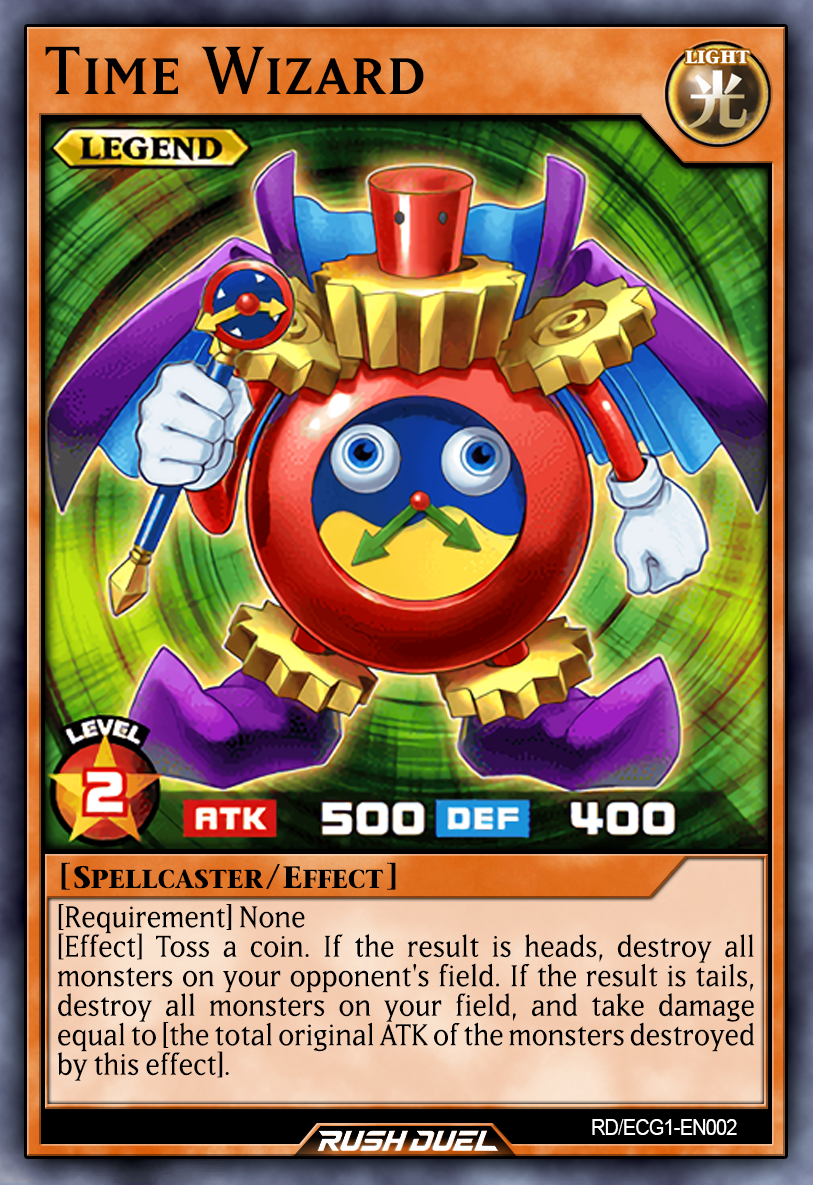 TIME WIZARD
LIGHT
光
LEGEND
LEVEL
2
ATK 500 DEF 400
[SPELLCASTER/EFFECT]
[Requirement] None
[Effect] Toss a coin. If the result is heads, destroy all
monsters on your opponent's field. If the result is tails,
destroy all monsters on your field, and take damage
equal to [the total original ATK of the monsters destroyed
by this effect].
RD/ECG1-EN002
RUSH DUEL